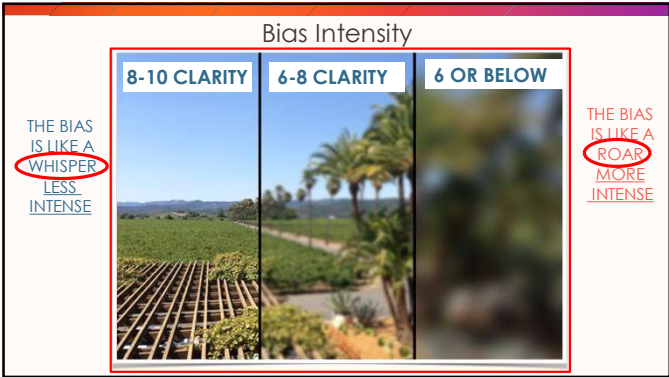 Bias Intensity
8-10 CLARITY
6-8 CLARITY
6 OR BELOW
THE BIAS
IS LIKE A
WHISPER
LESS
INTENSE
THE BIAS
IS LIKE A
ROAR
MORE
INTENSE